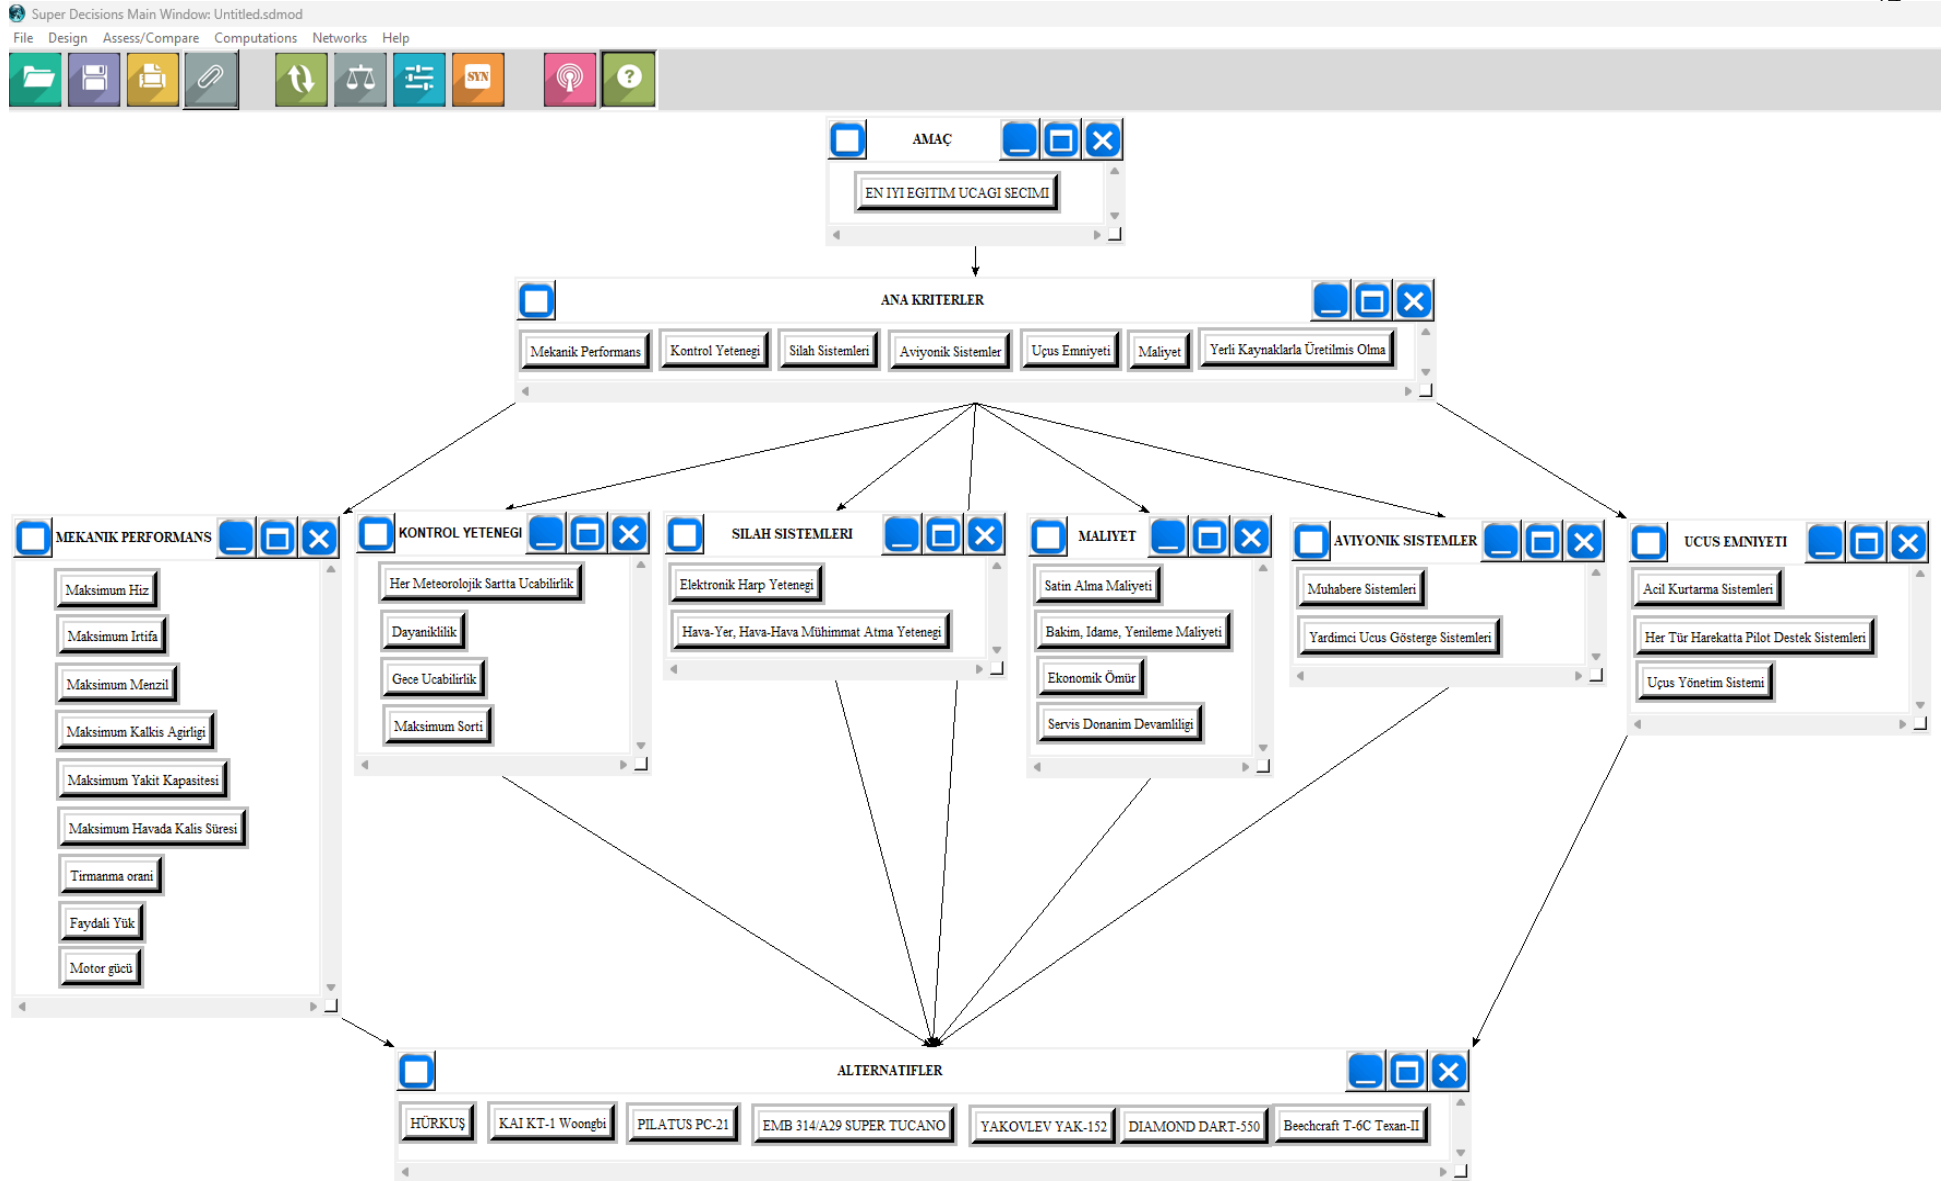 Super Decisions Main Window: Untitled.sdmod
File Design Assess/Compare Computations Networks Help
SYN ?
AMAÇ
EN IYI EGITIM UCAGI SECIMI
ANA KRITERLER
Mekanik Performans Kontrol Yetenegi Silah Sistemleri Aviyonik Sistemler Uçus Emniyeti Maliyet Yerli Kaynaklarla Üretilmis Olma
MEKANIK PERFORMANS
Maksimum Hiz
Maksimum Irtifa
Maksimum Menzil
Maksimum Kalkis Agirligi
Maksimum Yakit Kapasitesi
Maksimum Havada Kalis Süresi
Tirmanma orani
Faydali Yük
Motor gücü
KONTROL YETENEGI
Her Meteorolojik Sartta Ucabilirlik
Dayaniklilik
Gece Ucabilirlik
Maksimum Sorti
SILAH SISTEMLERI
Elektronik Harp Yetenegi
Hava-Yer, Hava-Hava Mühimmat Atma Yetenegi
MALIYET
Satin Alma Maliyeti
Bakim, Idame, Yenileme Maliyeti
Ekonomik Ömür
Servis Donanim Devamliligi
AVIYONIK SISTEMLER
Muhabere Sistemleri
Yardimci Ucus Gösterge Sistemleri
UCUS EMNIYETI
Acil Kurtarma Sistemleri
Her Tür Harekatta Pilot Destek Sistemleri
Uçus Yönetim Sistemi
ALTERNATIFLER
HÜRKUŞ KAI KT-1 Woongbi PILATUS PC-21 EMB 314/A29 SUPER TUCANO YAKOVLEV YAK-152 DIAMOND DART-550 Beechcraft T-6C Texan-II